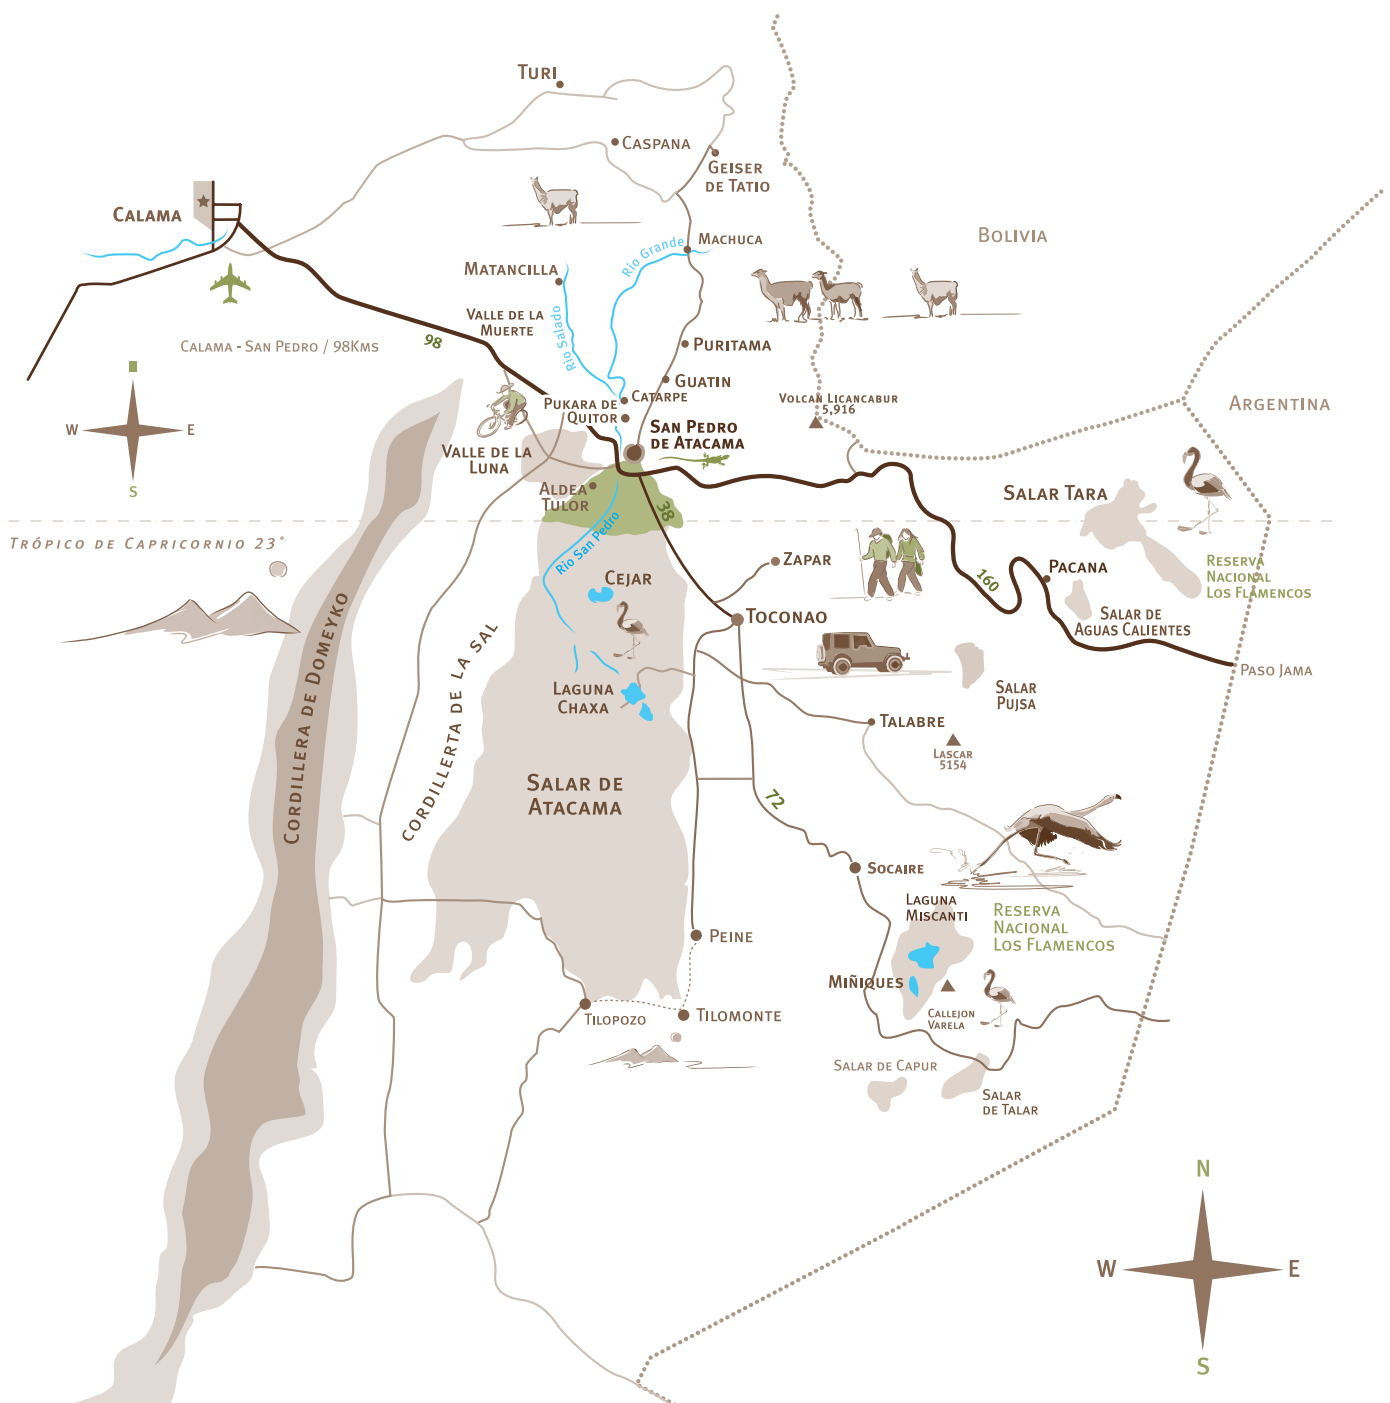 TURI
CASPANA
GEISER
DE TATIO
CALAMA
BOLIVIA
MACHUCA
Rio Grande
MATANCILLA
VALLE DE LA
MUERTE
Rio Salado
98
CALAMA - SAN PEDRO / 98KMS
PURITAMA
GUATIN
CATARPE
PUKARA DE
QUITOR
VOLCAN LICANCABUR
5,916
ARGENTINA
W
E
S
SAN PEDRO
DE ATACAMA
VALLE DE LA
LUNA
ALDEA
TULOR
38
SALAR TARA
TRÓPICO DE CAPRICORNIO 23°
Rio San Pedro
ZAPAR
CEJAR
160
PACANA
RESERVA
NACIONAL
LOS FLAMENCOS
SALAR DE
AGUAS CALIENTES
TOCONAO
PASO JAMA
CORDILLERA DE DOMEYKO
CORDILLERTA DE LA SAL
LAGUNA
CHAXA
SALAR
PUJSA
TALABRE
LASCAR
5154
SALAR DE
ATACAMA
72
SOCAIRE
LAGUNA
MISCANTI
RESERVA
NACIONAL
LOS FLAMENCOS
PEINE
MIÑIQUES
CALLEJON
VARELA
TILOPOZO
TILOMONTE
SALAR DE CAPUR
SALAR
DE TALAR
N
W
E
S